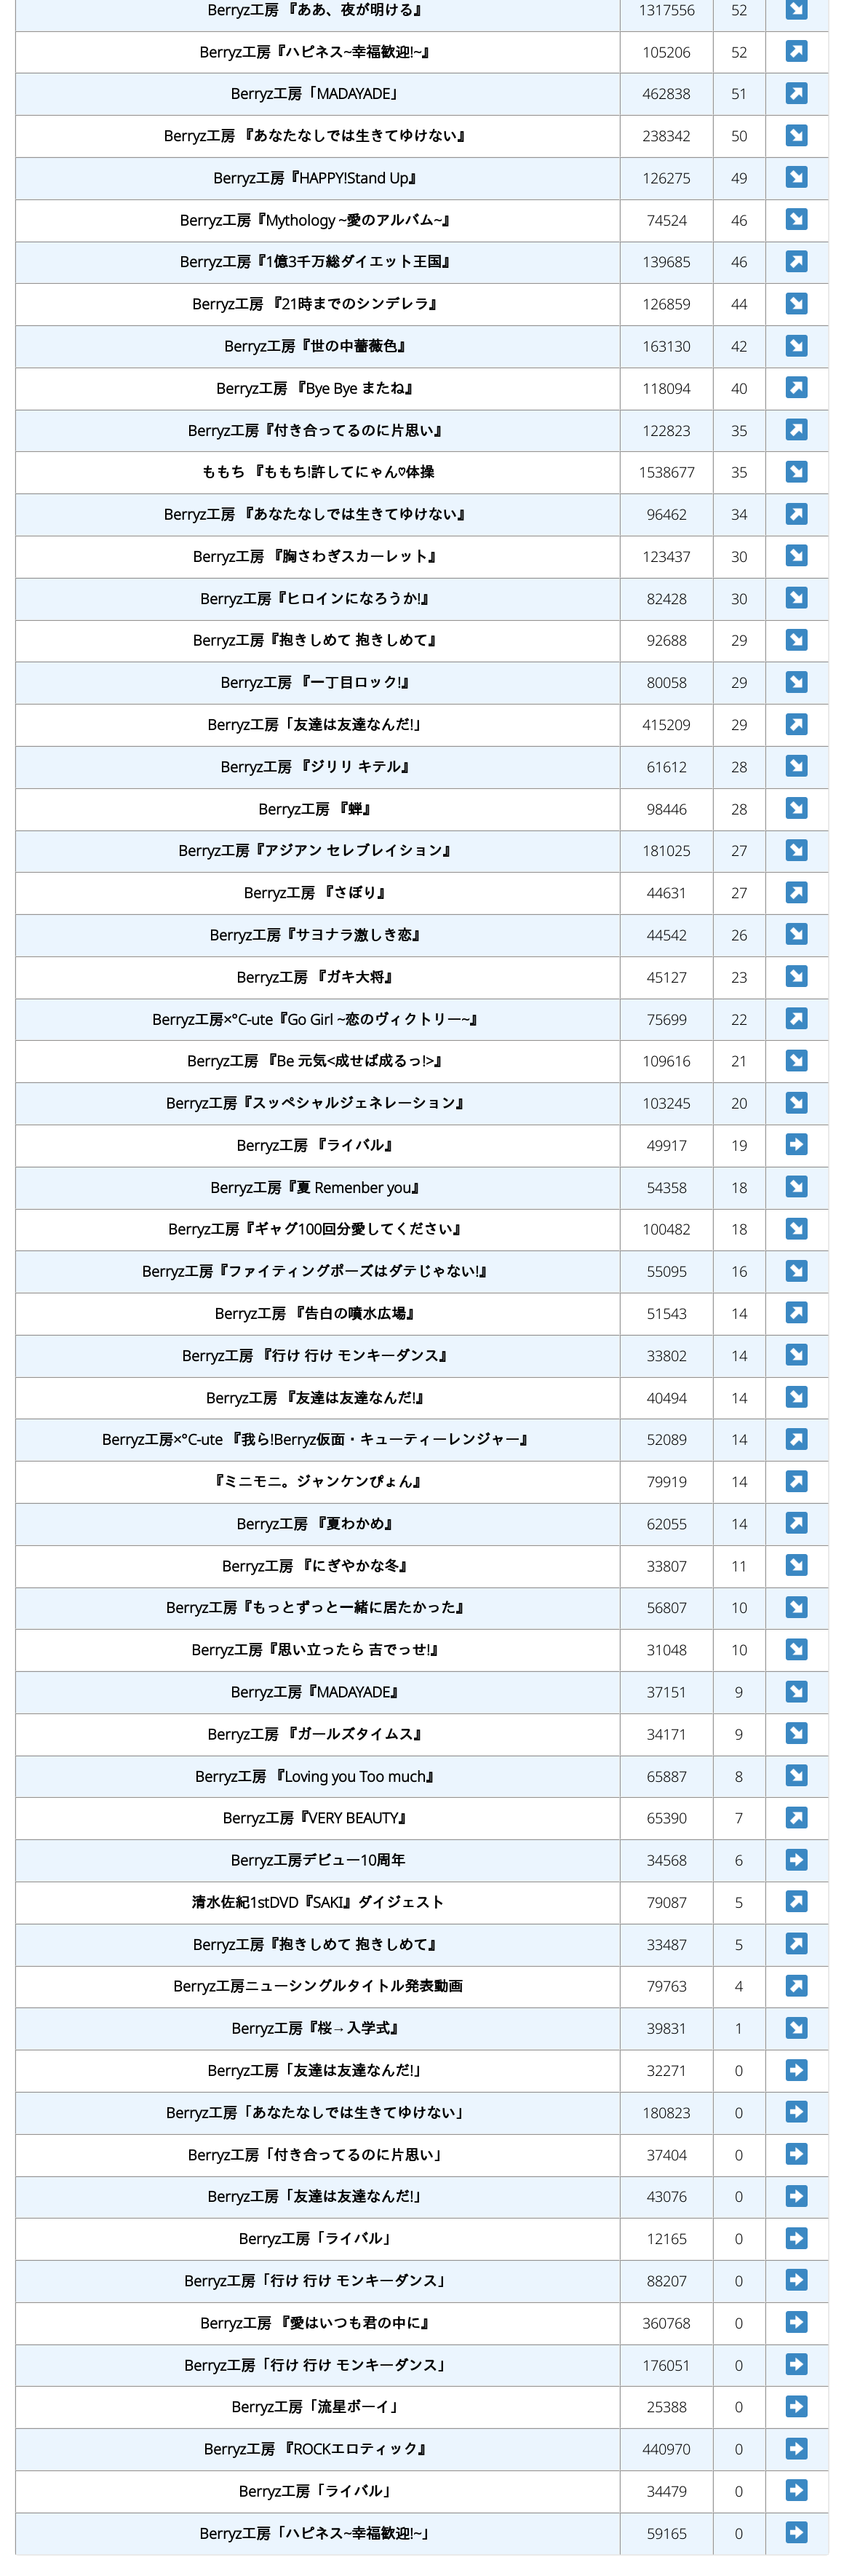 Berryz工房 『ああ、夜が明ける』 1317556 52 ↘
Berryz工房『ハピネス~幸福歓迎!~』 105206 52 ↗
Berryz工房「MADAYADE」 462838 51 ↗
Berryz工房 『あなたなしでは生きてゆけない』 238342 50 ↘
Berryz工房『HAPPY!Stand Up』 126275 49 ↘
Berryz工房『Mythology ~愛のアルバム~』 74524 46 ↘
Berryz工房『1億3千万総ダイエット王国』 139685 46 ↗
Berryz工房 『21時までのシンデレラ』 126859 44 ↘
Berryz工房『世の中薔薇色』 163130 42 ↘
Berryz工房 『Bye Bye またね』 118094 40 ↗
Berryz工房『付き合ってるのに片思い』 122823 35 ↗
ももち 『ももち!許してにゃん♡体操 1538677 35 ↘
Berryz工房 『あなたなしでは生きてゆけない』 96462 34 ↗
Berryz工房 『胸さわぎスカーレット』 123437 30 ↘
Berryz工房『ヒロインになろうか!』 82428 30 ↘
Berryz工房『抱きしめて 抱きしめて』 92688 29 ↘
Berryz工房 『一丁目ロック!』 80058 29 ↘
Berryz工房「友達は友達なんだ!」 415209 29 ↗
Berryz工房 『ジリリ キテル』 61612 28 ↘
Berryz工房 『蝉』 98446 28 ↘
Berryz工房『アジアン セレブレイション』 181025 27 ↘
Berryz工房 『さぼり』 44631 27 ↗
Berryz工房『サヨナラ激しき恋』 44542 26 ↘
Berryz工房 『ガキ大将』 45127 23 ↘
Berryz工房×°C-ute『Go Girl ~恋のヴィクトリー~』 75699 22 ↗
Berryz工房 『Be 元気<成せば成るっ!>』 109616 21 ↘
Berryz工房『スッペシャルジェネレーション』 103245 20 ↘
Berryz工房 『ライバル』 49917 19 ➡
Berryz工房『夏 Remenber you』 54358 18 ↘
Berryz工房『ギャグ100回分愛してください』 100482 18 ↘
Berryz工房『ファイティングポーズはダテじゃない!』 55095 16 ↘
Berryz工房 『告白の噴水広場』 51543 14 ↗
Berryz工房 『行け 行け モンキーダンス』 33802 14 ↘
Berryz工房 『友達は友達なんだ!』 40494 14 ↘
Berryz工房×°C-ute 『我ら!Berryz仮面・キューティーレンジャー』 52089 14 ↗
『ミニモニ。ジャンケンぴょん』 79919 14 ↗
Berryz工房 『夏わかめ』 62055 14 ↗
Berryz工房 『にぎやかな冬』 33807 11 ↘
Berryz工房『もっとずっと一緒に居たかった』 56807 10 ↘
Berryz工房『思い立ったら 吉でっせ!』 31048 10 ↘
Berryz工房『MADAYADE』 37151 9 ↘
Berryz工房 『ガールズタイムス』 34171 9 ↘
Berryz工房 『Loving you Too much』 65887 8 ↘
Berryz工房『VERY BEAUTY』 65390 7 ↗
Berryz工房デビュー10周年 34568 6 ➡
清水佐紀1stDVD『SAKI』ダイジェスト 79087 5 ↗
Berryz工房『抱きしめて 抱きしめて』 33487 5 ↗
Berryz工房ニューシングルタイトル発表動画 79763 4 ↗
Berryz工房『桜→入学式』 39831 1 ↘
Berryz工房「友達は友達なんだ!」 32271 0 ➡
Berryz工房「あなたなしでは生きてゆけない」 180823 0 ➡
Berryz工房「付き合ってるのに片思い」 37404 0 ➡
Berryz工房「友達は友達なんだ!」 43076 0 ➡
Berryz工房「ライバル」 12165 0 ➡
Berryz工房「行け 行け モンキーダンス」 88207 0 ➡
Berryz工房 『愛はいつも君の中に』 360768 0 ➡
Berryz工房「行け 行け モンキーダンス」 176051 0 ➡
Berryz工房「流星ボーイ」 25388 0 ➡
Berryz工房 『ROCKエロティック』 440970 0 ➡
Berryz工房「ライバル」 34479 0 ➡
Berryz工房「ハピネス~幸福歓迎!~」 59165 0 ➡